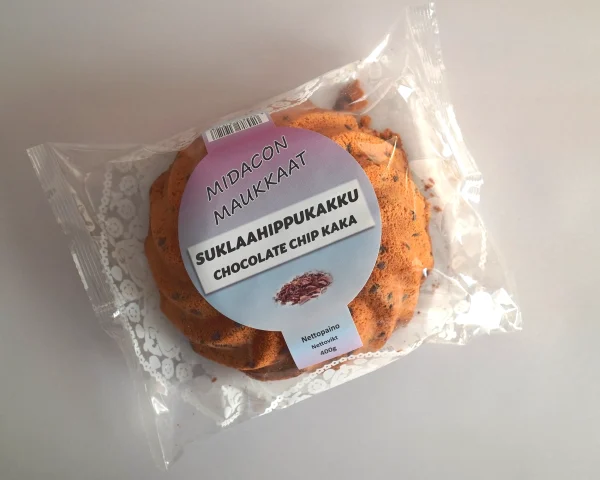 MIDACON
MAUKKAAT
SUKLAAHIPPUKAKKU
CHOCOLATE CHIP KAKA
Nettopaino
Nettovikt
400g